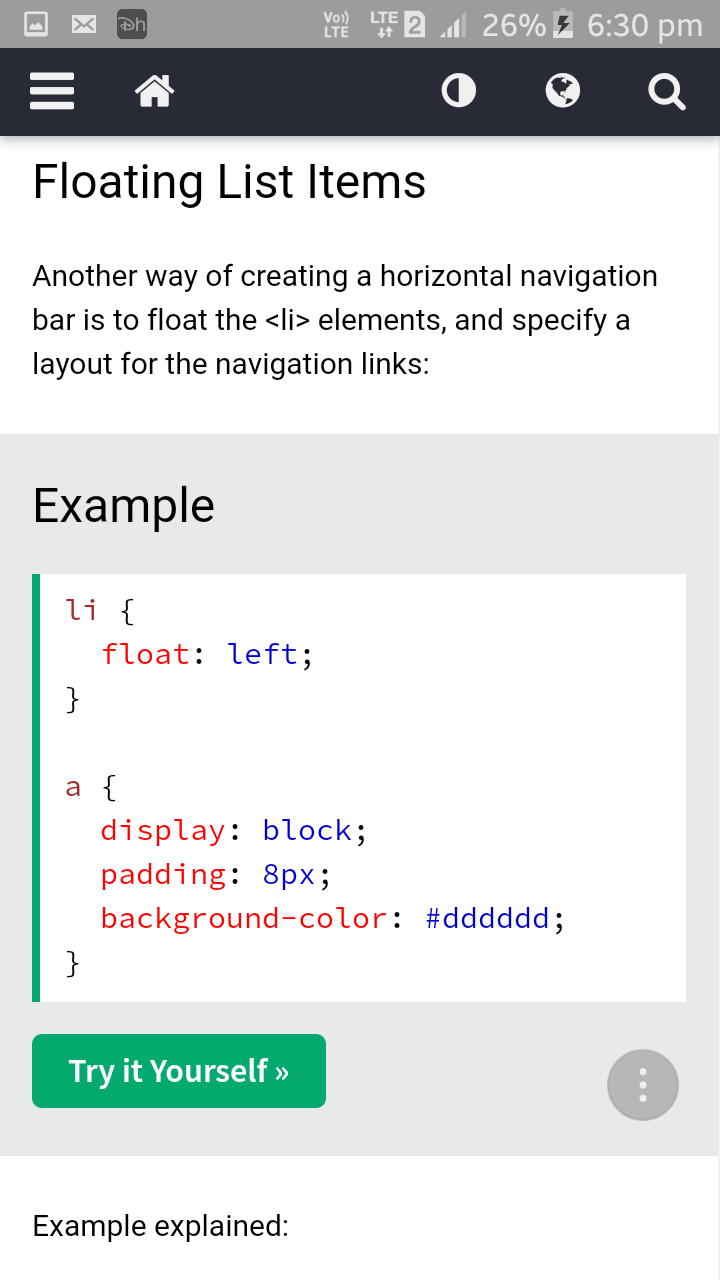 Dh Vo)) LTE LTE 2 26% 6:30 pm
Floating List Items
Another way of creating a horizontal navigation
bar is to float the <li> elements, and specify a
layout for the navigation links:
Example
li {
  float: left;
}
a {
  display: block;
  padding: 8px;
  background-color: #dddddd;
}
Try it Yourself »
Example explained: